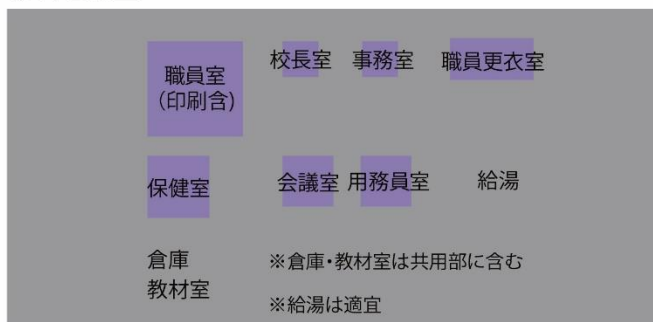 職員室
（印刷含)
校長室
事務室
職員更衣室
保健室
会議室
用務員室
給湯
倉庫
教材室
※倉庫・教材室は共用部に含む
※給湯は適宜